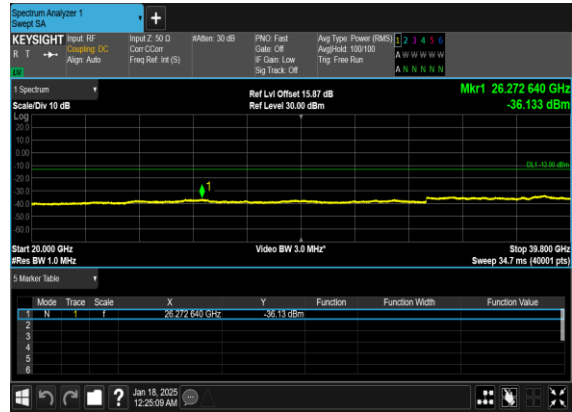 Spectrum Analyzer 1
Swept SA
+
KEYSIGHT Input: RF Input Z: 50 Ω #Atten: 30 dB PNO: Fast Avg Type: Power (RMS) 1 2 3 4 5 6
R T Coupling: DC Corr CCorr Gate: Off Avg|Hold: 100/100 A W W W W W
Align: Auto Freq Ref: Int (S) IF Gain: Low Trig: Free Run
Sig Track: Off A N N N N N
1 Spectrum Ref Lvl Offset 15.87 dB Mkr1 26.272 640 GHz
Scale/Div 10 dB Ref Level 30.00 dBm -36.133 dBm
Log
20.0
10.0
0.00
-10.0 DL1 -13.00 dBm
-20.0
-30.0 1
-40.0
-50.0
-60.0
Start 20.000 GHz Video BW 3.0 MHz* Stop 39.800 GHz
#Res BW 1.0 MHz Sweep 34.7 ms (40001 pts)
5 Marker Table
Mode Trace Scale X Y Function Function Width Function Value
1 N 1 f 26.272 640 GHz -36.13 dBm
2
3
4
5
6
? Jan 18, 2025
12:25:09 AM